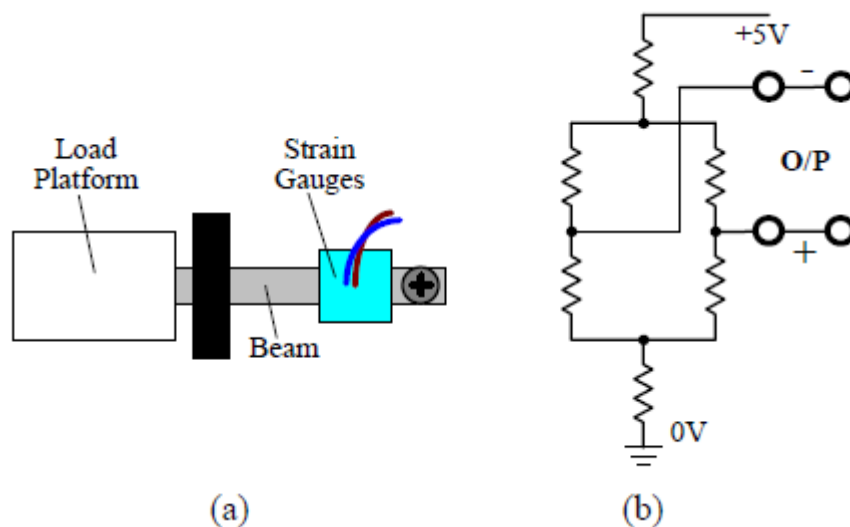 Load
Platform
Strain
Gauges
Beam
(a)
+5V
-
O/P
+
0V
(b)